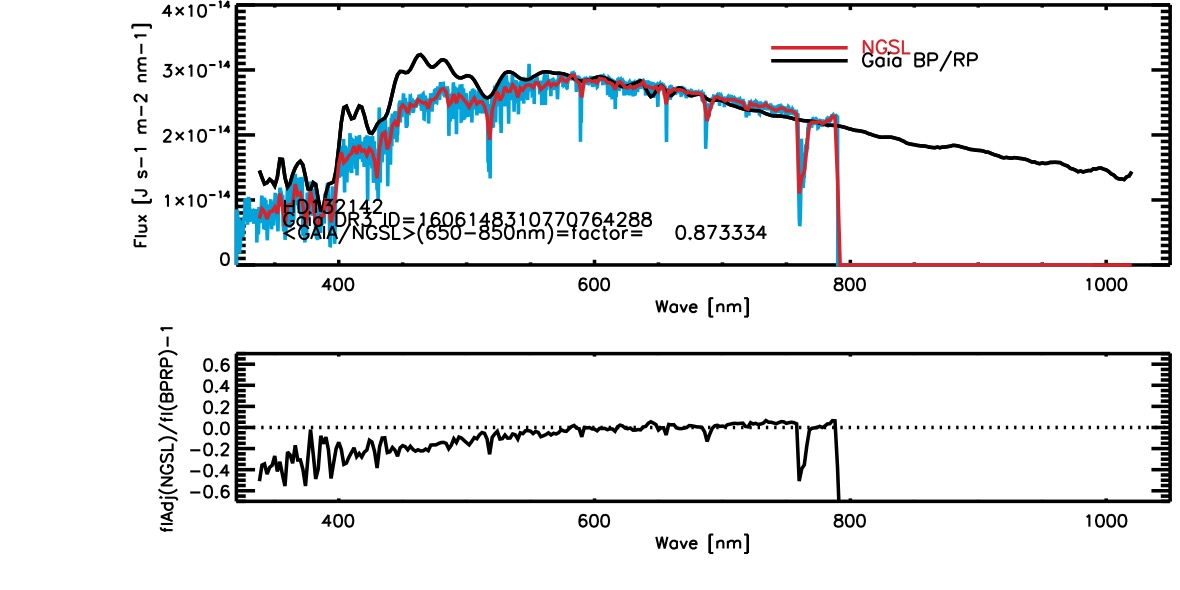 4×10−14
3×10−14
2×10−14
1×10−14
0
Flux [J s−1 m−2 nm−1]
NGSL
Gaia BP/RP
HD132142
Gaia DR3 ID=1606148310770764288
<GAIA/NGSL>(650−850nm)=factor= 0.873334
400 600 800 1000
Wave [nm]
flAdj(NGSL)/fl(BPRP)−1
0.6
0.4
0.2
0.0
−0.2
−0.4
−0.6
400 600 800 1000
Wave [nm]